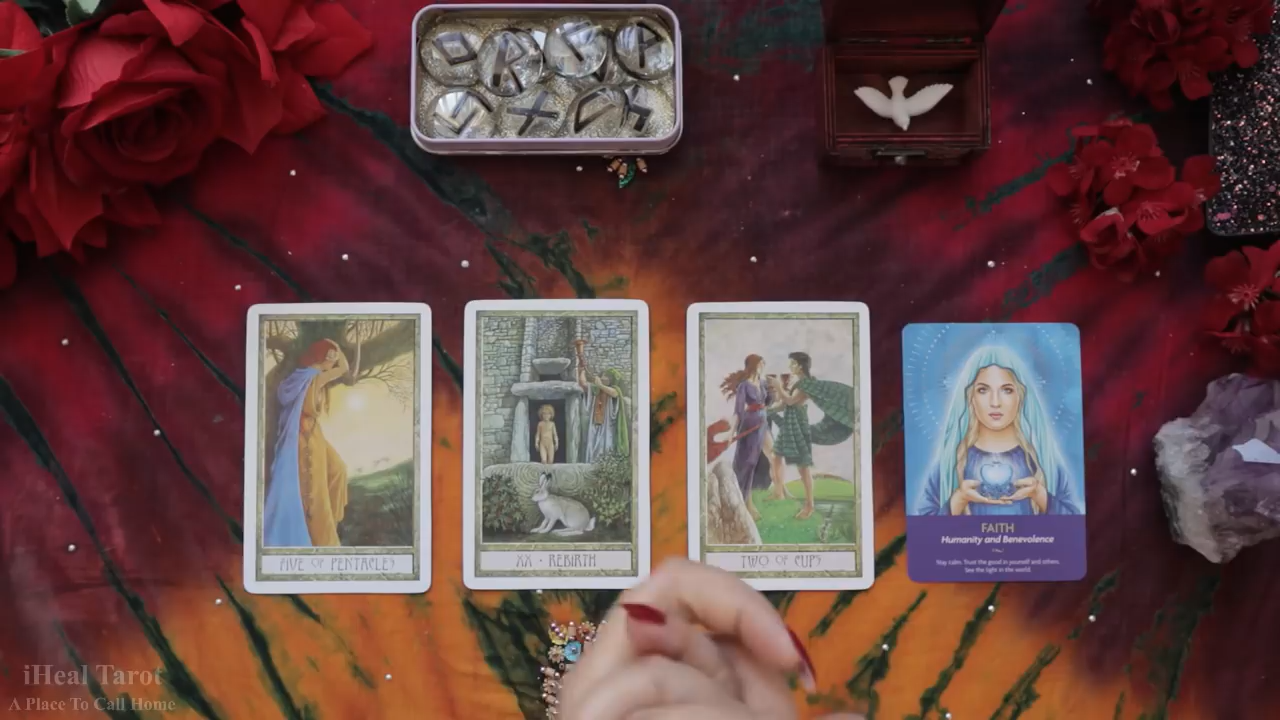 FIVE OF PENTACLES
XX · REBIRTH
TWO OF CUPS
FAITH
Humanity and Benevolence
Stay calm. Trust the good in yourself and others.
See the light in the world.
iHeal Tarot
A Place To Call Home